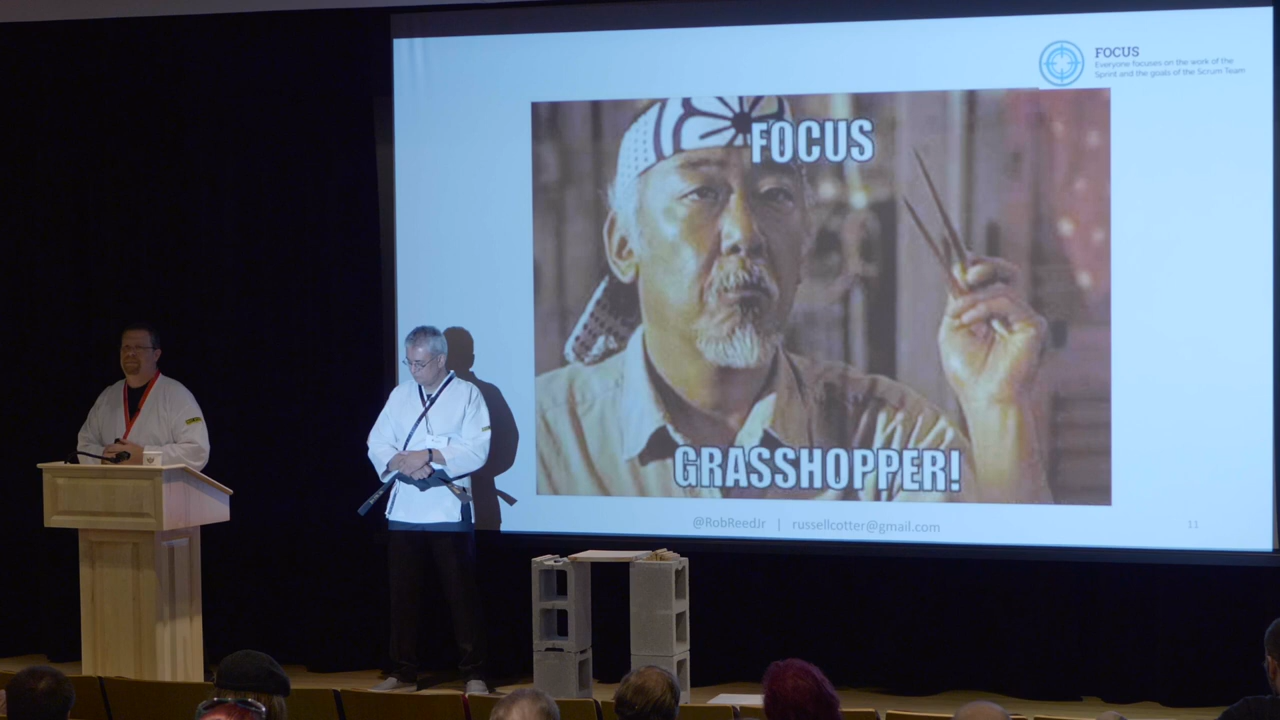 FOCUS
Everyone focuses on the work of the
Sprint and the goals of the Scrum Team
FOCUS
GRASSHOPPER!
@RobReedJr | russellcotter@gmail.com
11